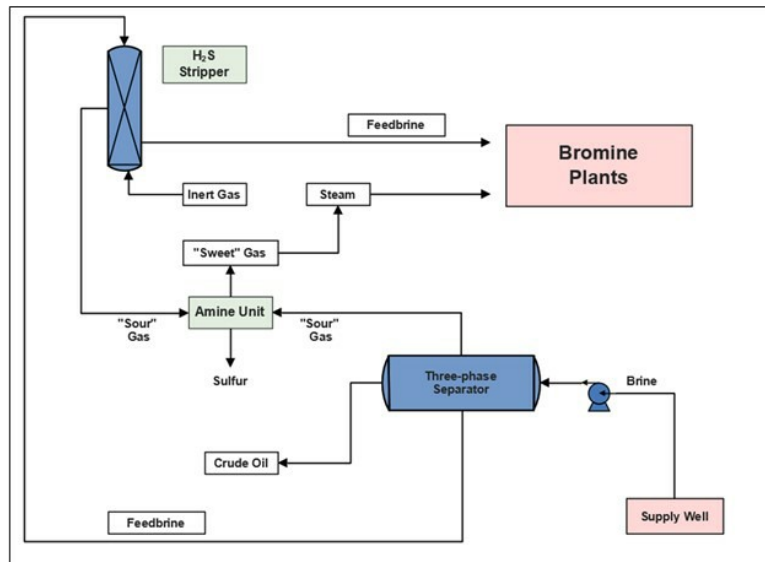 H₂S
Stripper
Feedbrine
Bromine
Plants
Inert Gas
Steam
"Sweet" Gas
Amine Unit
"Sour"
Gas
"Sour"
Gas
Sulfur
Three-phase
Separator
Brine
Crude Oil
Feedbrine
Supply Well